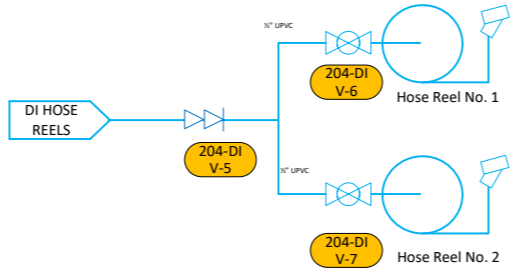 ½" UPVC
204-DI
V-6
Hose Reel No. 1
DI HOSE
REELS
204-DI
V-5
½" UPVC
204-DI
V-7
Hose Reel No. 2